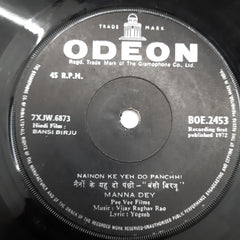 TRADE MARK
ODEON
Regd. Trade Mark of The Gramophone Co., Ltd.
45 R.P.M.
7XJW.6873
Hindi Film:
BANSI BIRJU
BOE.2453
Recording first
published 1972
NAINON KE YEH DO PANCHHI
नैनों के यह दो पंछी - "बंसी बिरजू"
MANNA DEY
Pee Vee Films
Music: Vijay Raghav Rao
Lyric: Yogesh